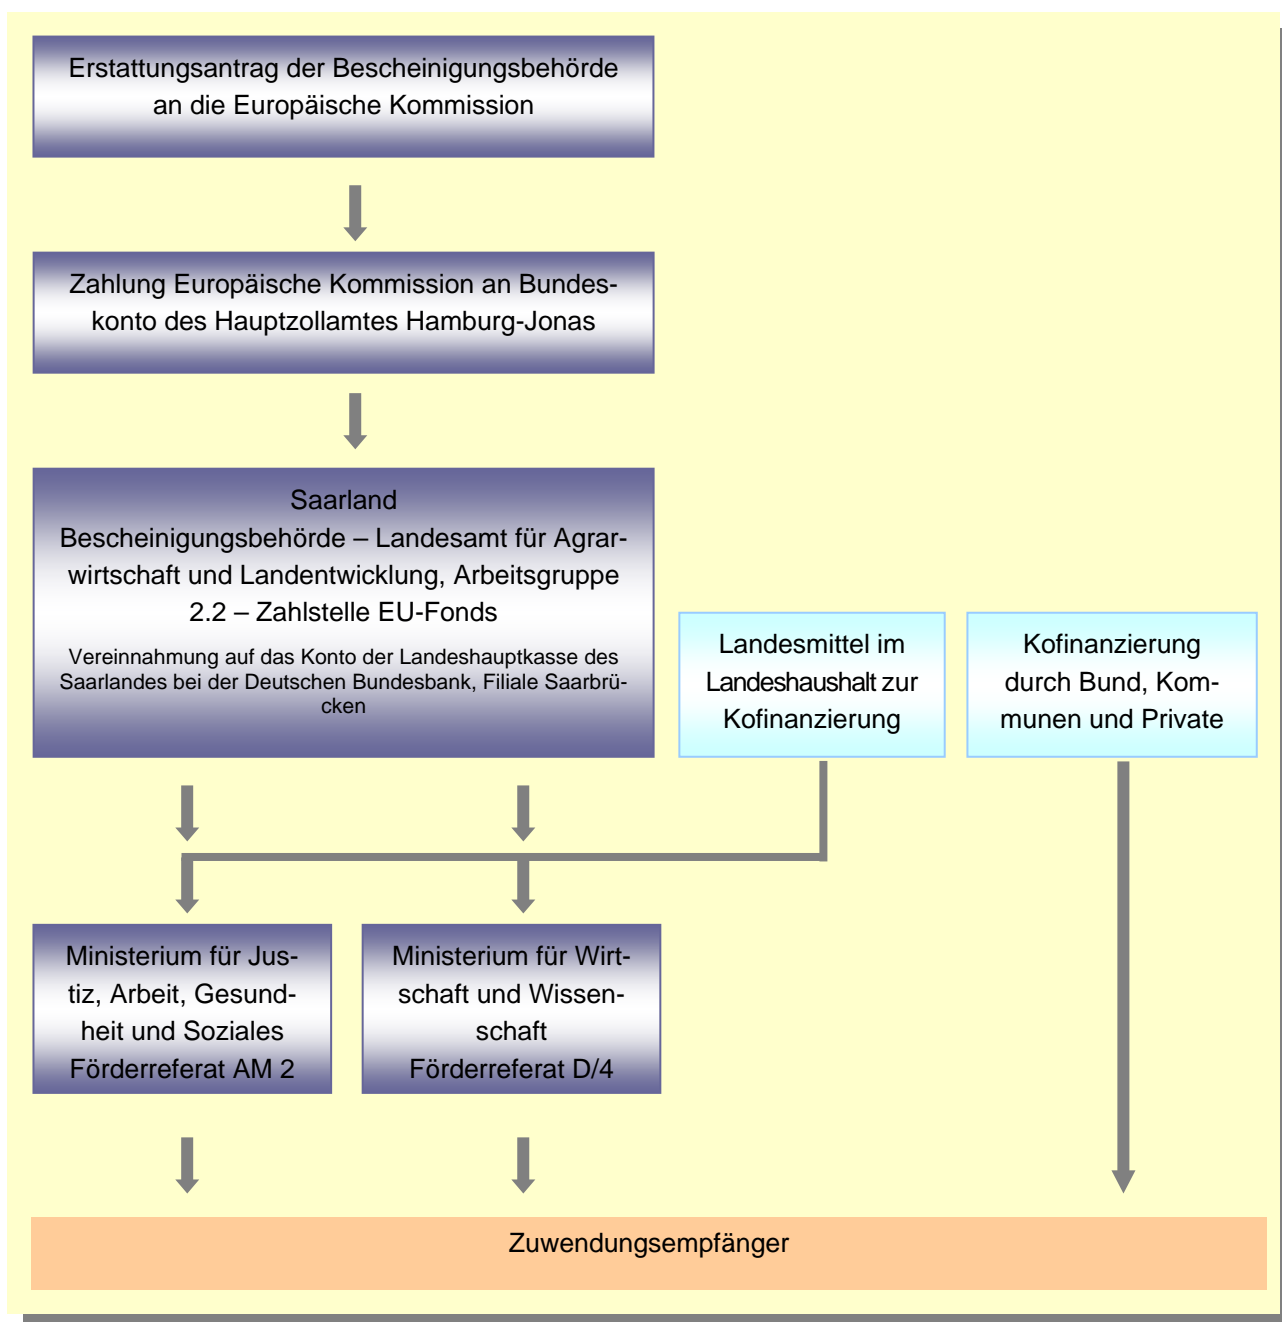 Erstattungsantrag der Bescheinigungsbehörde
an die Europäische Kommission
Zahlung Europäische Kommission an Bundes-
konto des Hauptzollamtes Hamburg-Jonas
Saarland
Bescheinigungsbehörde – Landesamt für Agrar-
wirtschaft und Landentwicklung, Arbeitsgruppe
2.2 – Zahlstelle EU-Fonds
Vereinnahmung auf das Konto der Landeshauptkasse des
Saarlandes bei der Deutschen Bundesbank, Filiale Saarbrü-
cken
Landesmittel im
Landeshaushalt zur
Kofinanzierung
Kofinanzierung
durch Bund, Kom-
munen und Private
Ministerium für Jus-
tiz, Arbeit, Gesund-
heit und Soziales
Förderreferat AM 2
Ministerium für Wirt-
schaft und Wissen-
schaft
Förderreferat D/4
Zuwendungsempfänger